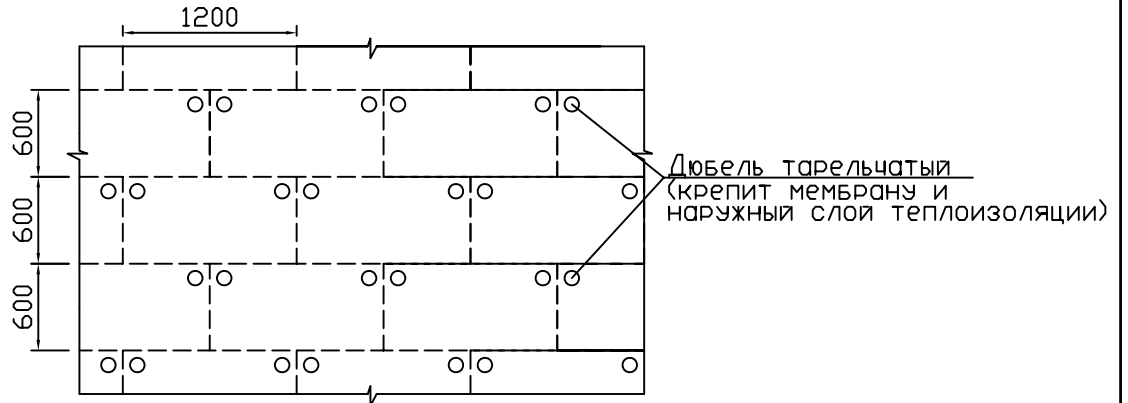 1200
600
600
600
Дюбель тарельчатый
(крепит мембрану и
наружный слой теплоизоляции)